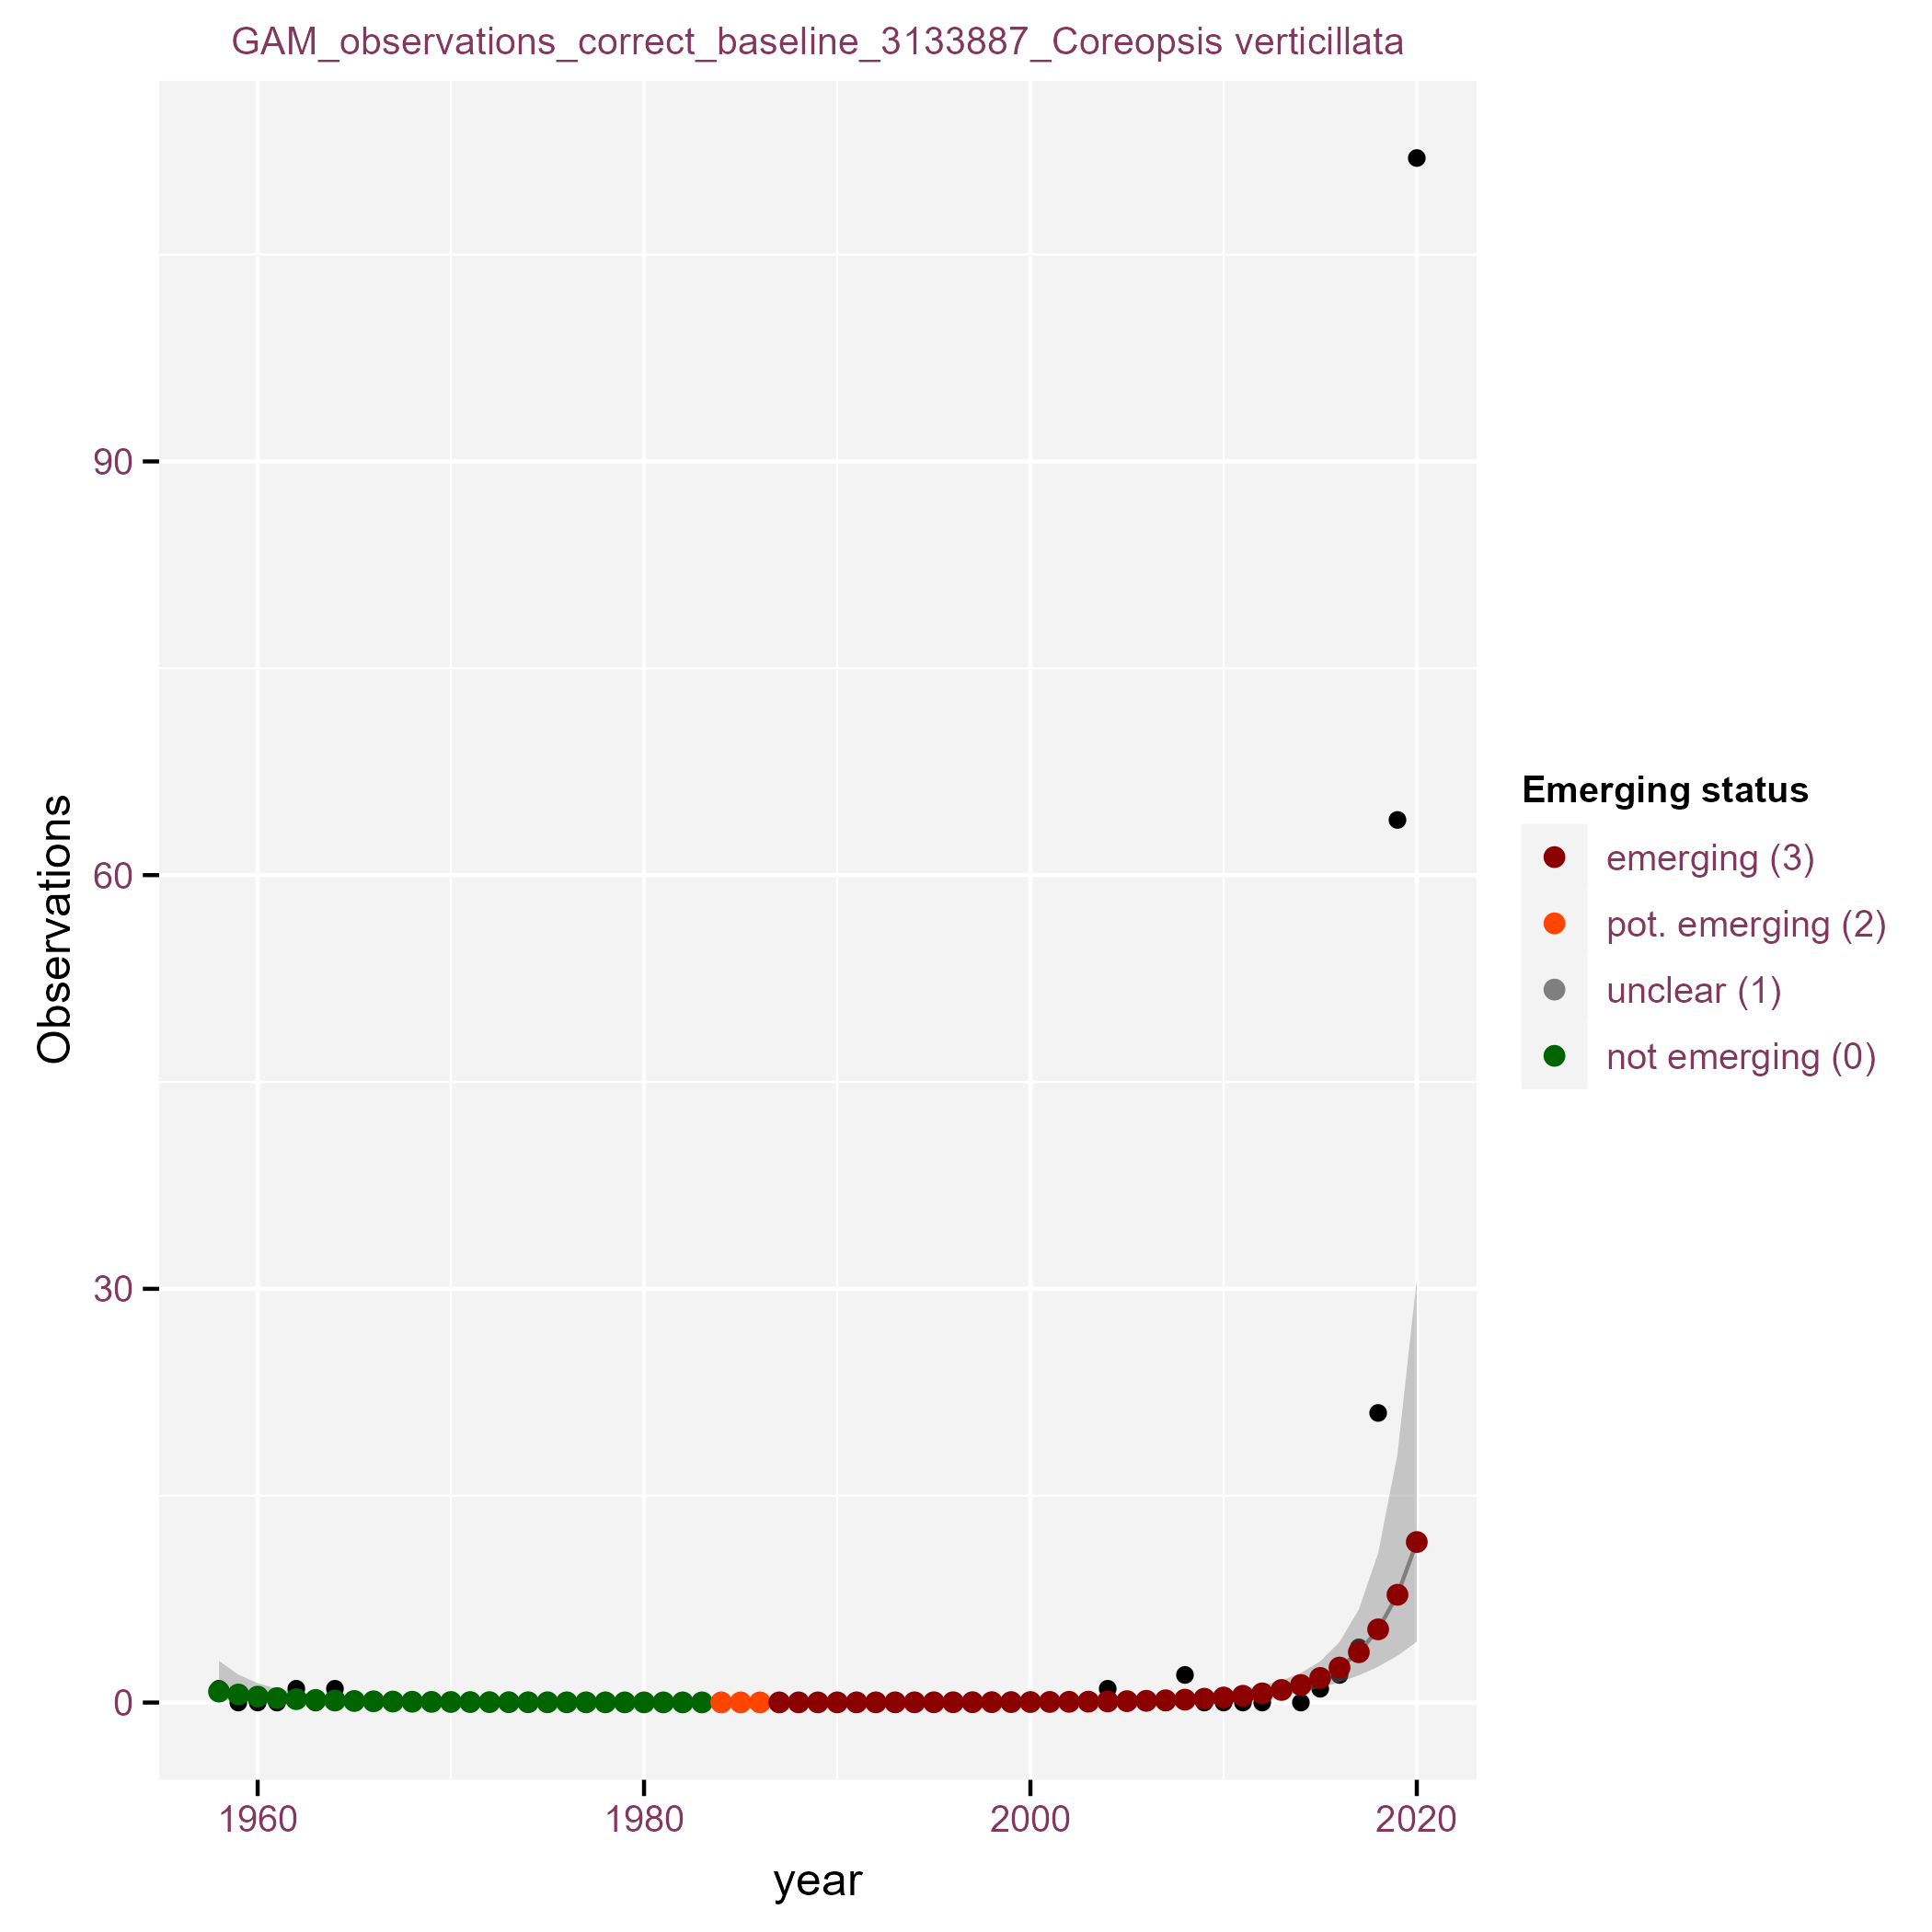 GAM_observations_correct_baseline_3133887_Coreopsis verticillata
Observations
90
60
30
0
1960
1980
2000
2020
year
Emerging status
emerging (3)
pot. emerging (2)
unclear (1)
not emerging (0)